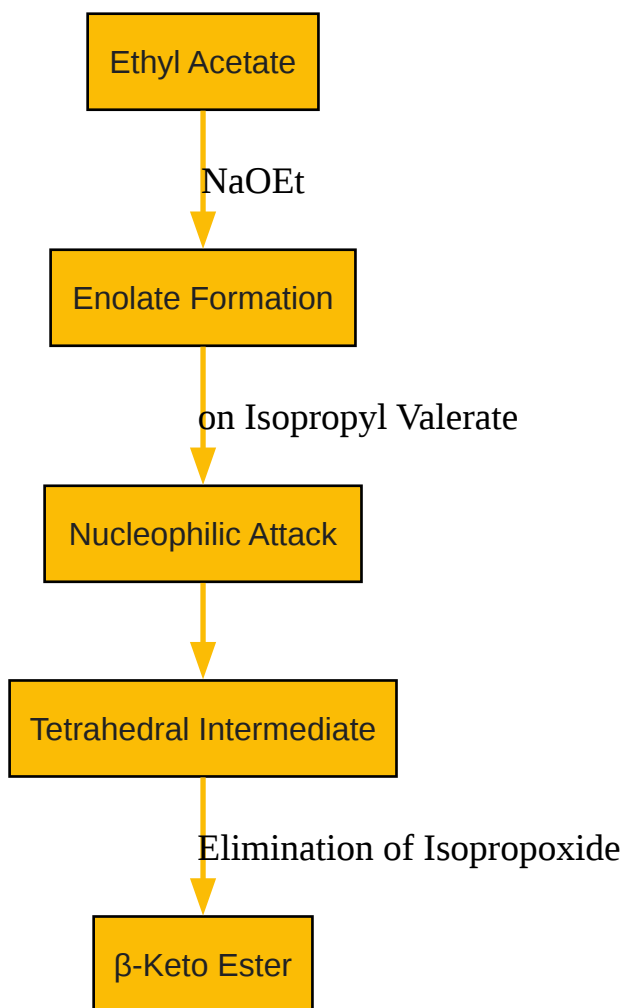 Ethyl Acetate
NaOEt
Enolate Formation
on Isopropyl Valerate
Nucleophilic Attack
Tetrahedral Intermediate
Elimination of Isopropoxide
β-Keto Ester